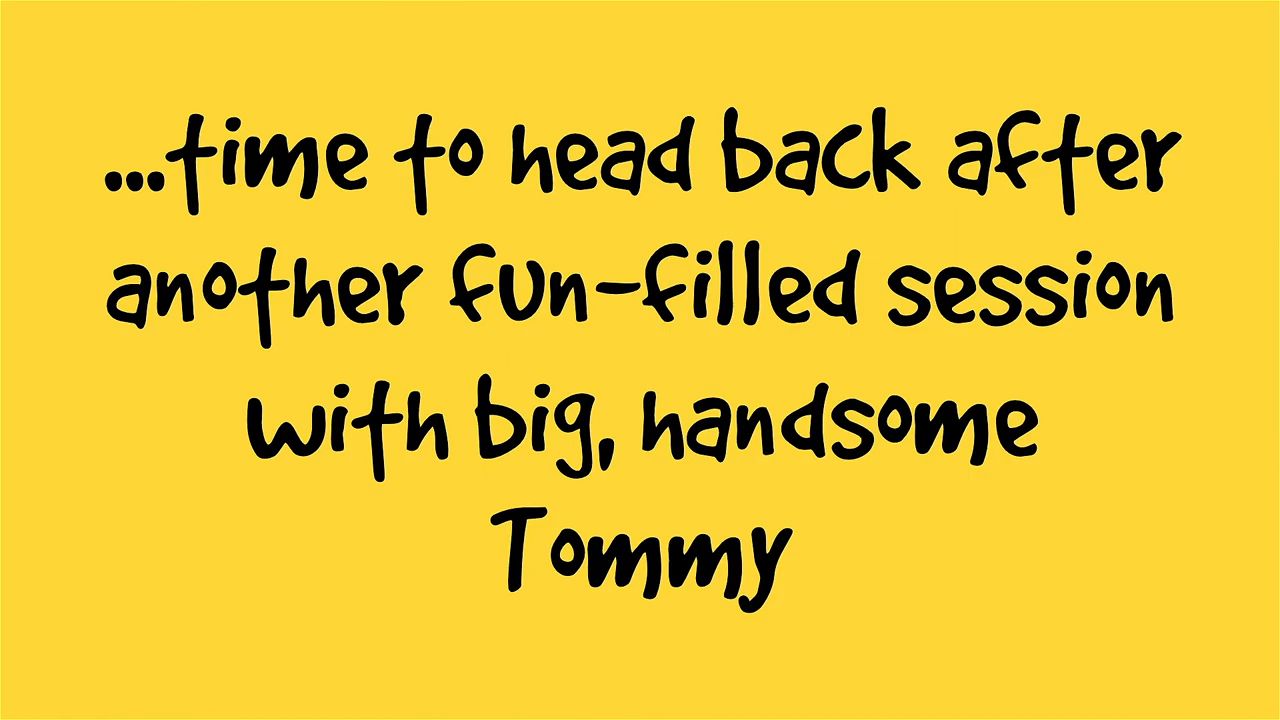 ...time to head back after
another fun-filled session
with big, handsome
Tommy